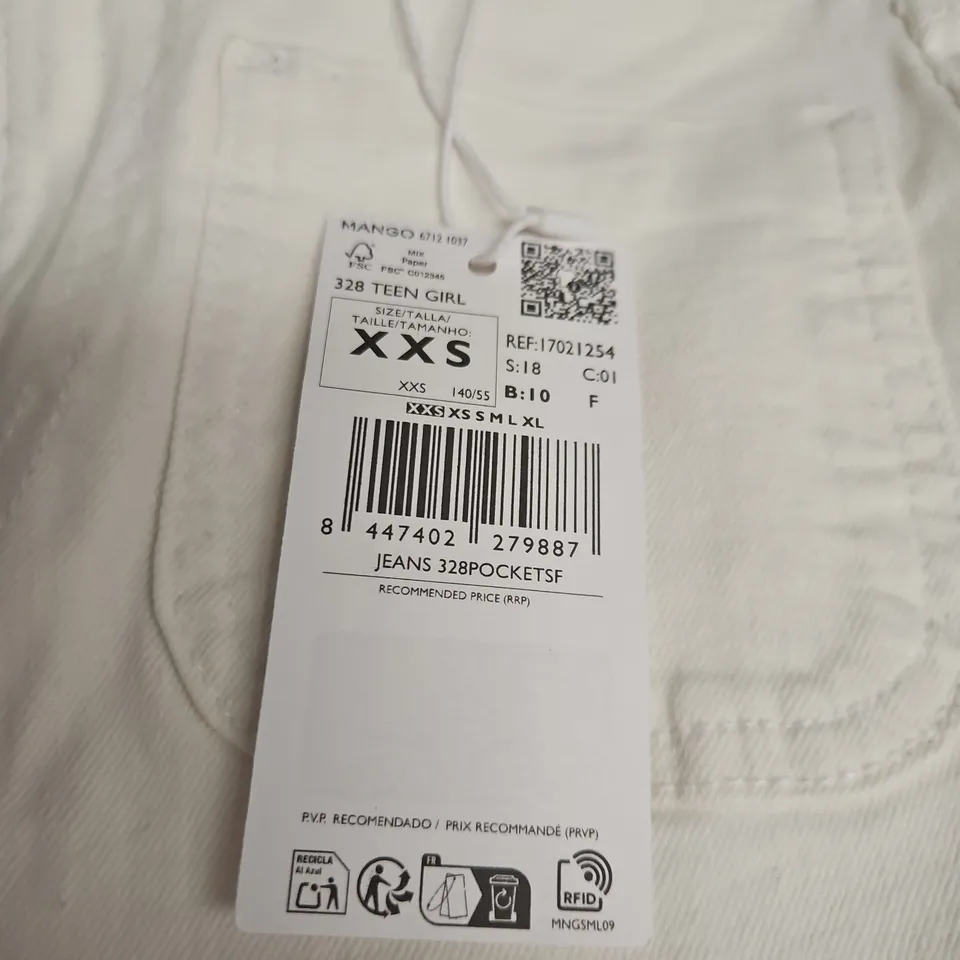 MANGO 6712 1037
FSC
MIX
Paper
FSC™ C012345
328 TEEN GIRL
SIZE/TALLA/
TAILLE/TAMANHO:
XXS
XXS 140/55
REF:17021254
S:18 C:01
B:10 F
XXS XS S M L XL
8 447402 279887
JEANS 328POCKETSF
RECOMMENDED PRICE (RRP)
P.V.P. RECOMENDADO / PRIX RECOMMANDÉ (PRVP)
RECICLA
Al Azul
FR
RFID
MNGSML09